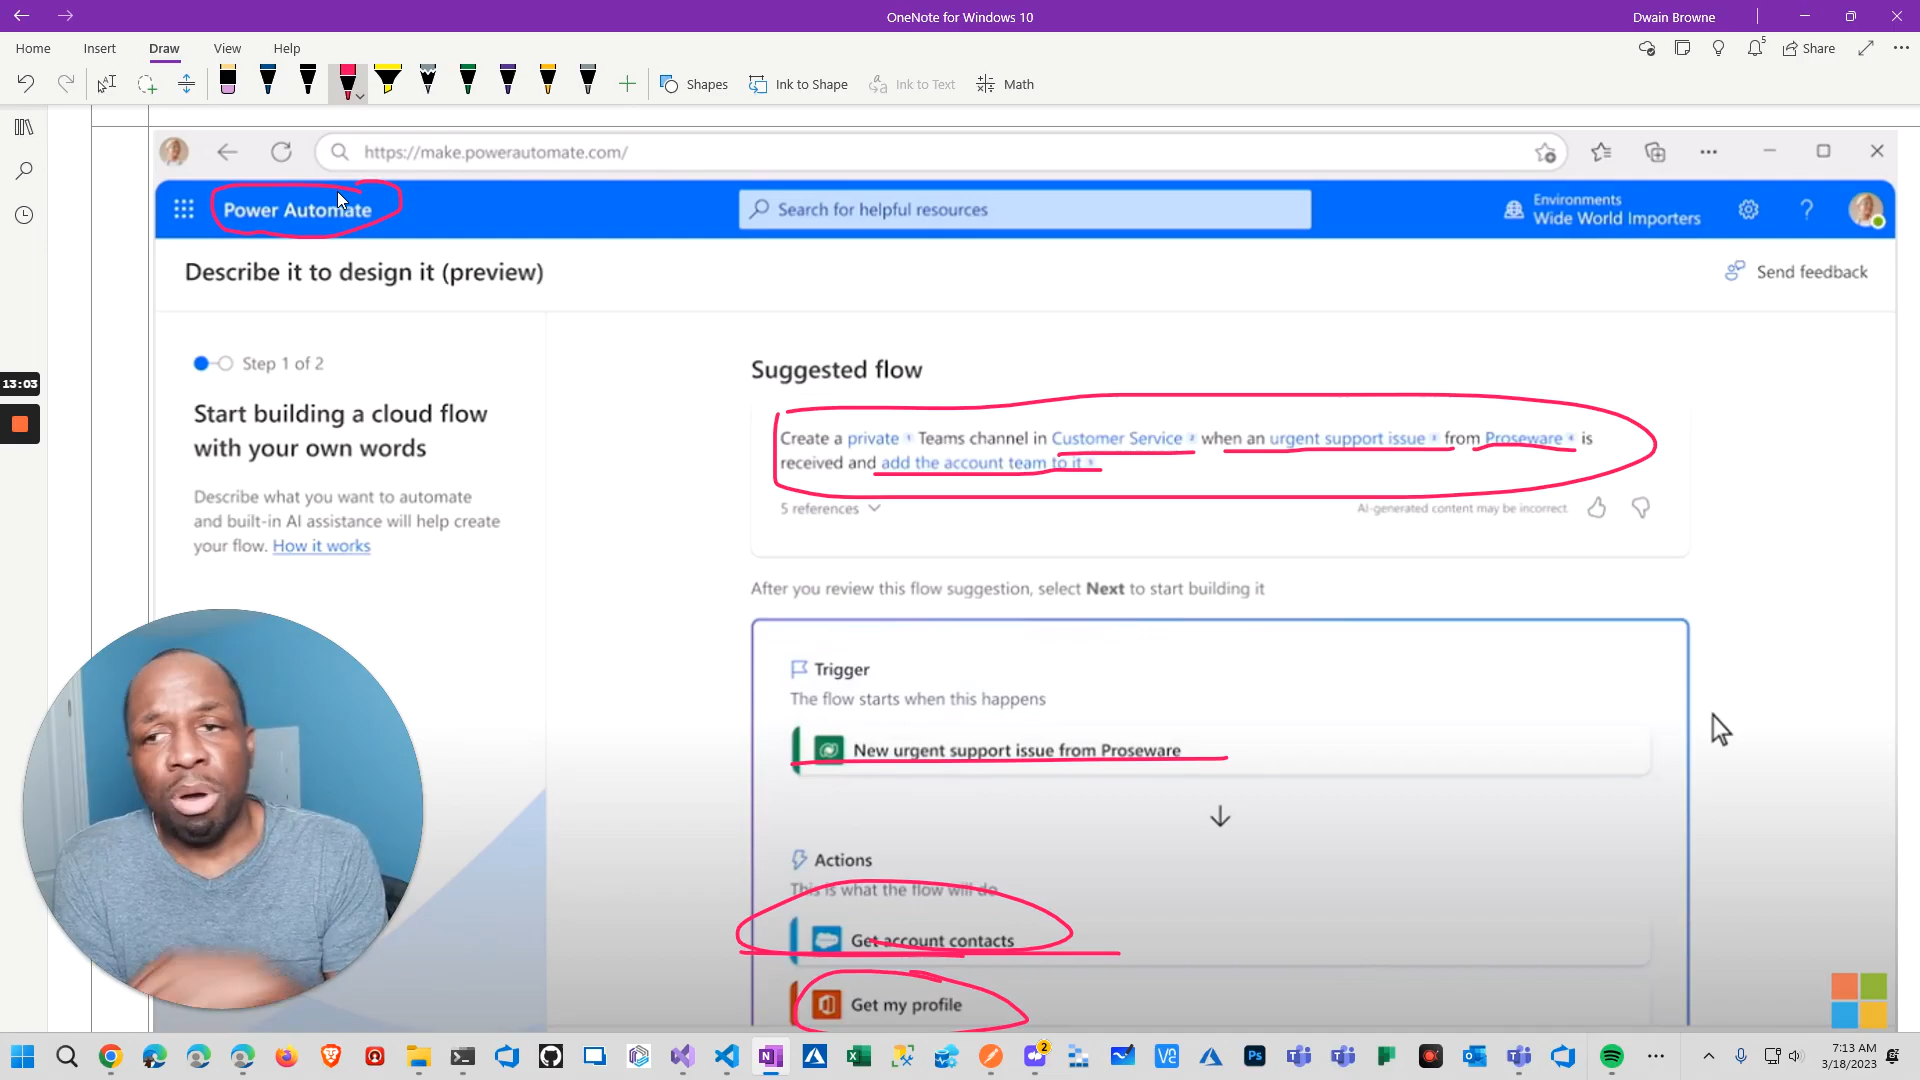 OneNote for Windows 10
Dwain Browne
Home Insert Draw View Help
5
Share
Shapes
Ink to Shape
Ink to Text
Math
https://make.powerautomate.com/
Power Automate
Search for helpful resources
Environments
Wide World Importers
?
Describe it to design it (preview)
Send feedback
13:03
Step 1 of 2
Start building a cloud flow
with your own words
Describe what you want to automate
and built-in AI assistance will help create
your flow. How it works
Suggested flow
Create a private 1 Teams channel in Customer Service 2 when an urgent support issue 3 from Proseware 4 is
received and add the account team to it 5
5 references
AI-generated content may be incorrect
After you review this flow suggestion, select Next to start building it
Trigger
The flow starts when this happens
New urgent support issue from Proseware
Actions
This is what the flow will do
Get account contacts
Get my profile
2
7:13 AM
3/18/2023